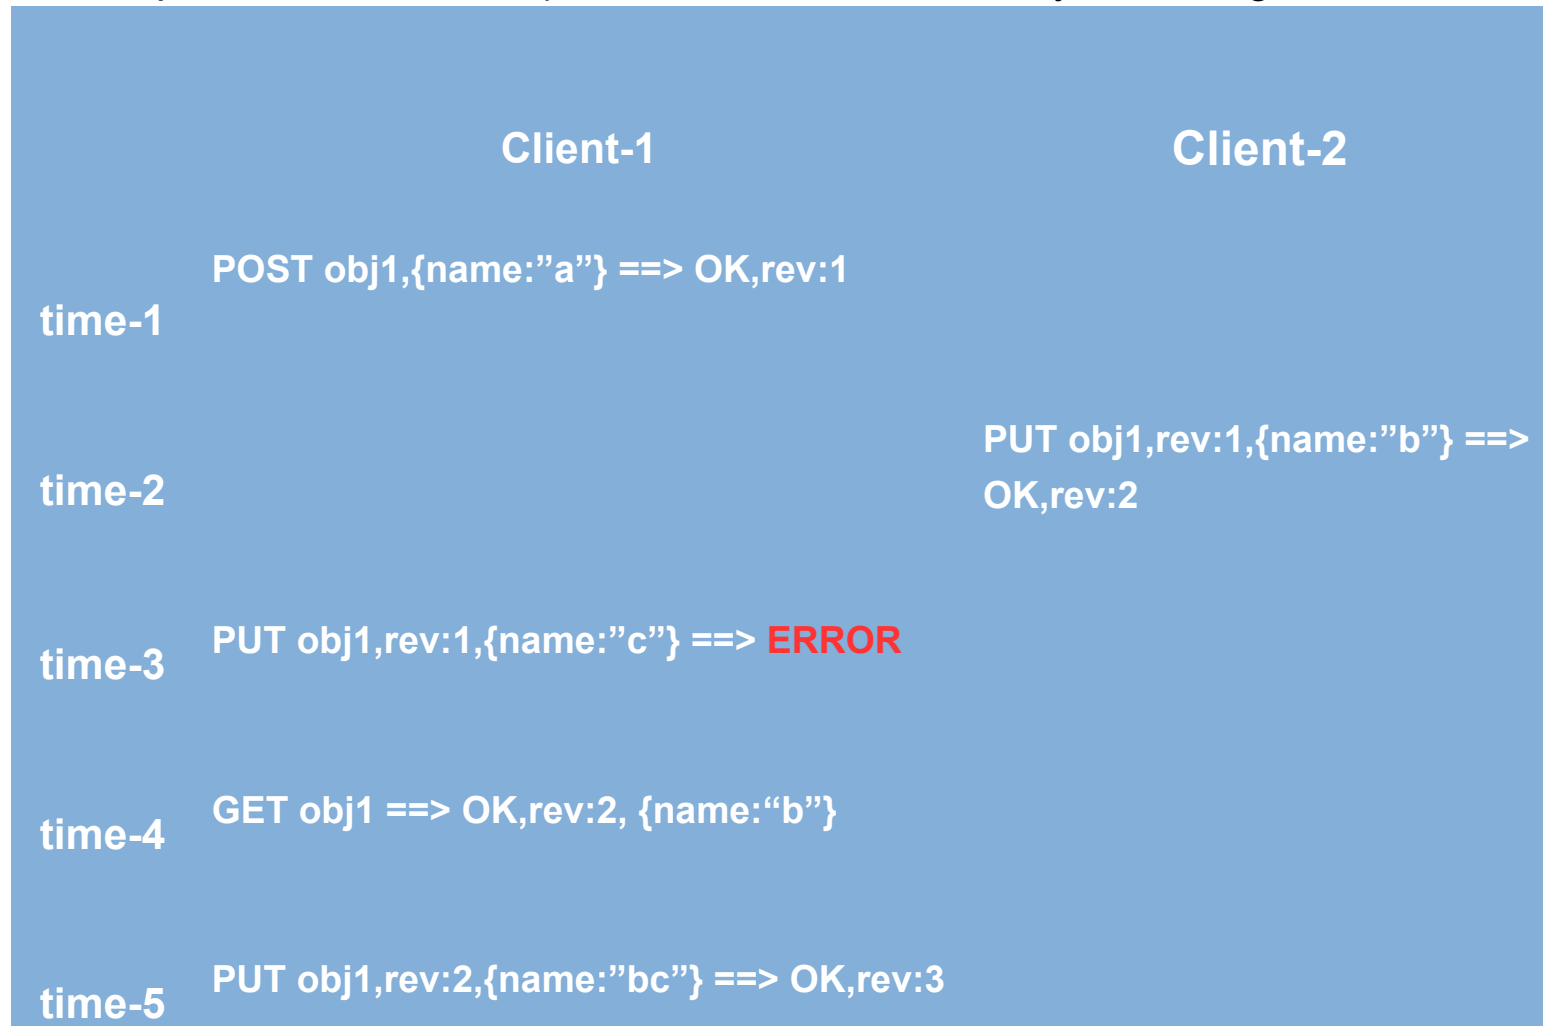 Client-1 Client-2
POST obj1,{name:”a”} ==> OK,rev:1
time-1
PUT obj1,rev:1,{name:”b”} ==>
time-2
OK,rev:2
PUT obj1,rev:1,{name:”c”} ==> ERROR
time-3
GET obj1 ==> OK,rev:2, {name:“b”}
time-4
PUT obj1,rev:2,{name:”bc”} ==> OK,rev:3
time-5